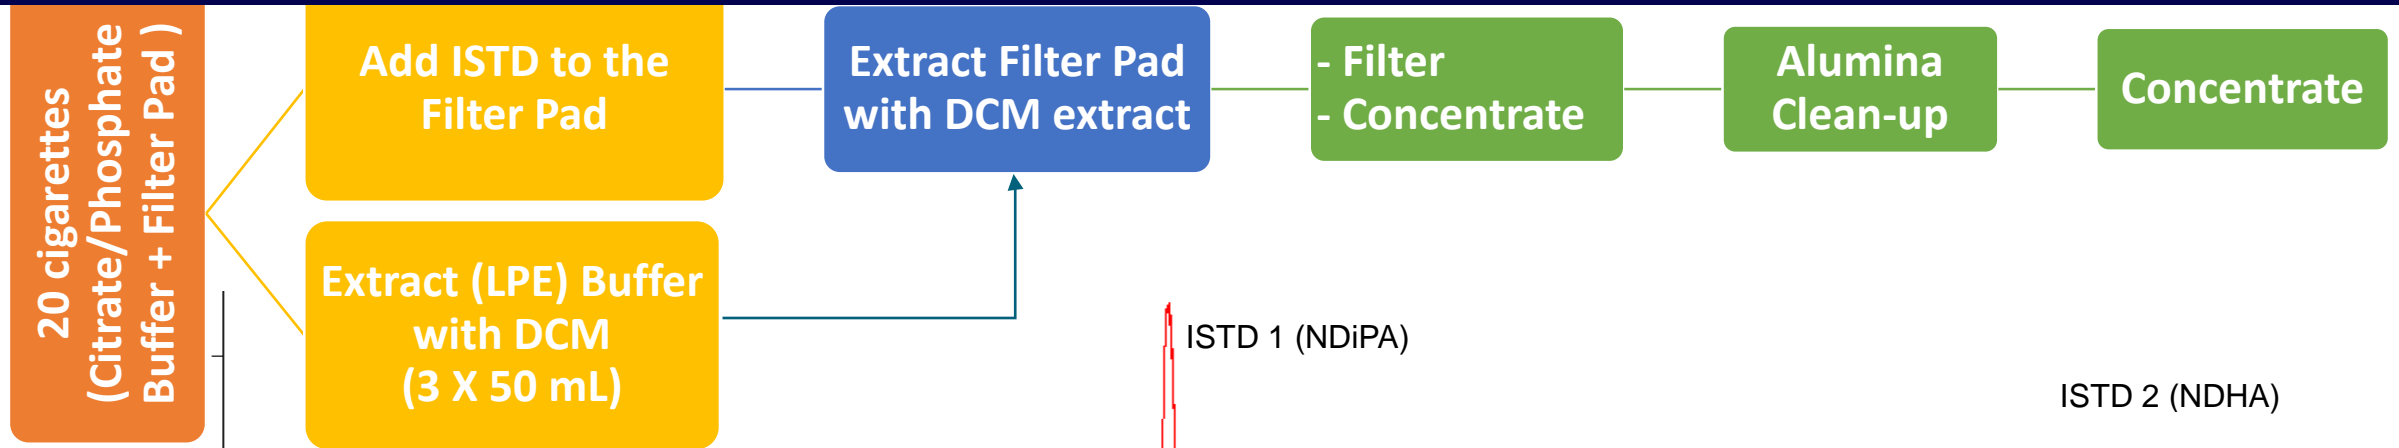 20 cigarettes
(Citrate/Phosphate
Buffer + Filter Pad )
Add ISTD to the
Filter Pad
Extract (LPE) Buffer
with DCM
(3 X 50 mL)
Extract Filter Pad
with DCM extract
- Filter
- Concentrate
Alumina
Clean-up
Concentrate
ISTD 1 (NDiPA)
ISTD 2 (NDHA)